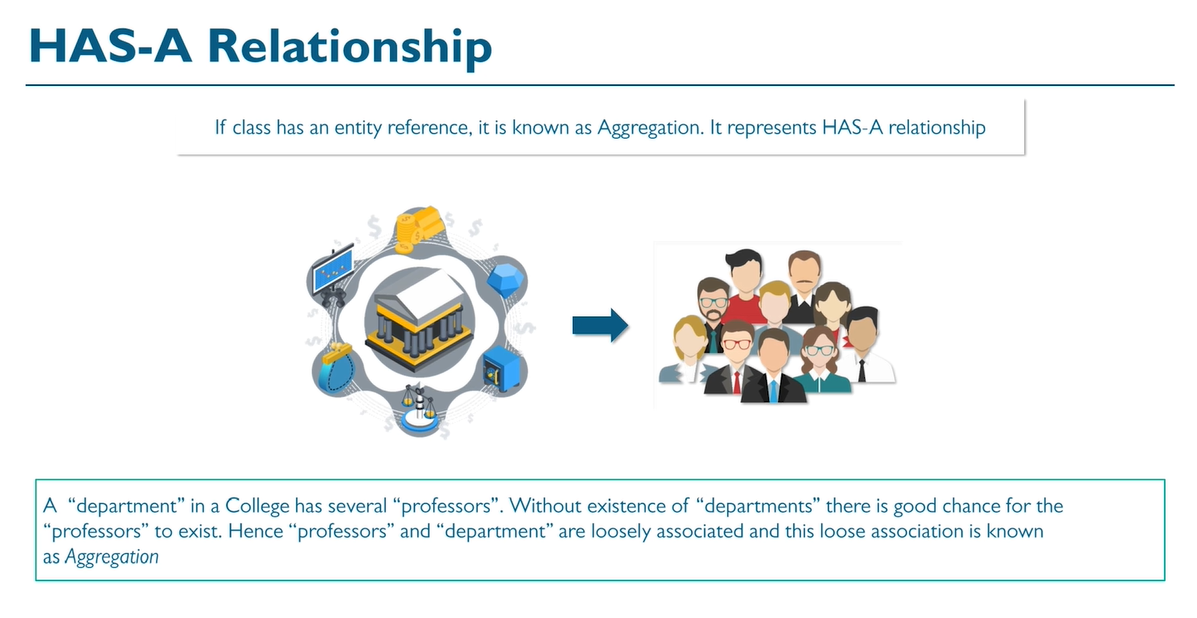 HAS-A Relationship
If class has an entity reference, it is known as Aggregation. It represents HAS-A relationship
A “department” in a College has several “professors”. Without existence of “departments” there is good chance for the
“professors” to exist. Hence “professors” and “department” are loosely associated and this loose association is known
as Aggregation